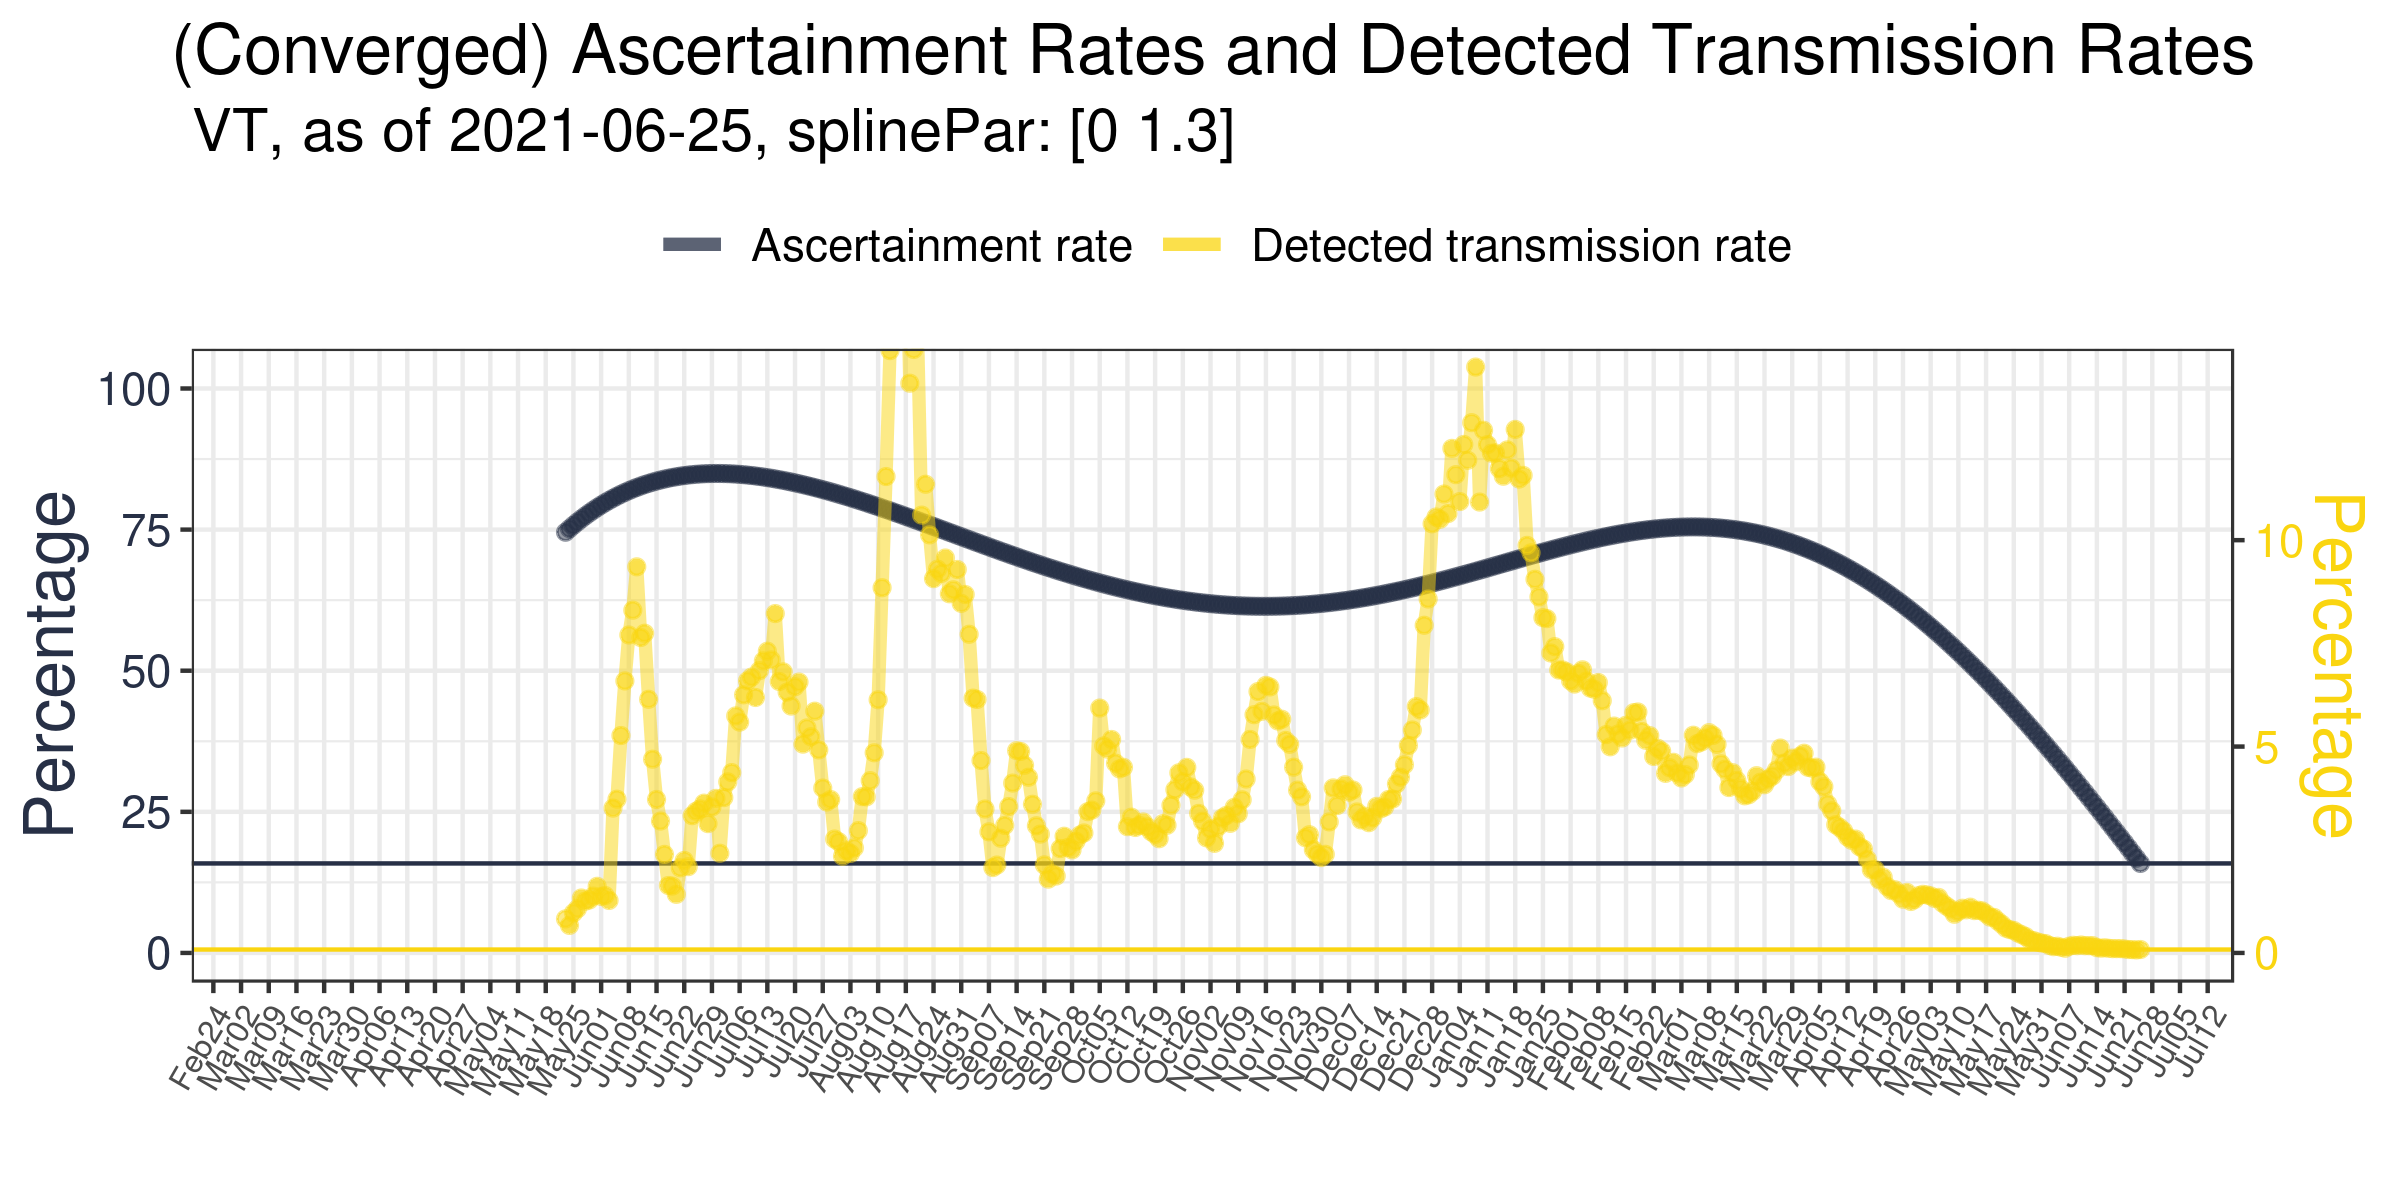 (Converged) Ascertainment Rates and Detected Transmission Rates
VT, as of 2021-06-25, splinePar: [0 1.3]
Ascertainment rate
Detected transmission rate
Percentage
100
75
50
25
0
10
5
0
Percentage
Feb24
Mar02
Mar09
Mar16
Mar23
Mar30
Apr06
Apr13
Apr20
Apr27
May04
May11
May18
May25
Jun01
Jun08
Jun15
Jun22
Jun29
Jul06
Jul13
Jul20
Jul27
Aug03
Aug10
Aug17
Aug24
Aug31
Sep07
Sep14
Sep21
Sep28
Oct05
Oct12
Oct19
Oct26
Nov02
Nov09
Nov16
Nov23
Nov30
Dec07
Dec14
Dec21
Dec28
Jan04
Jan11
Jan18
Jan25
Feb01
Feb08
Feb15
Feb22
Mar01
Mar08
Mar15
Mar22
Mar29
Apr05
Apr12
Apr19
Apr26
May03
May10
May17
May24
May31
Jun07
Jun14
Jun21
Jun28
Jul05
Jul12